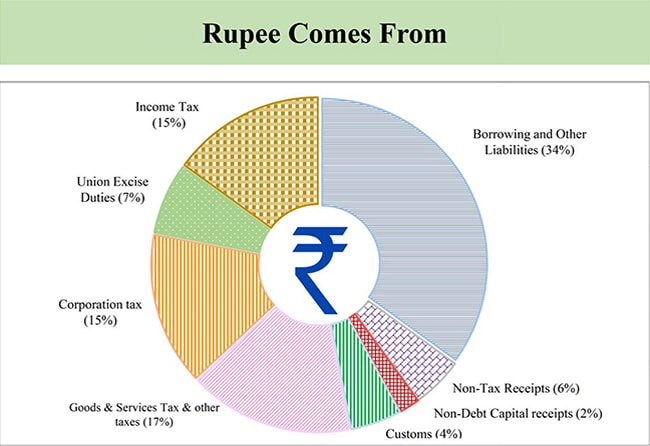 Rupee Comes From
Income Tax
(15%)
Borrowing and Other
Liabilities (34%)
Union Excise
Duties (7%)
Corporation tax
(15%)
Goods & Services Tax & other
taxes (17%)
Non-Tax Receipts (6%)
Non-Debt Capital receipts (2%)
Customs (4%)
₹